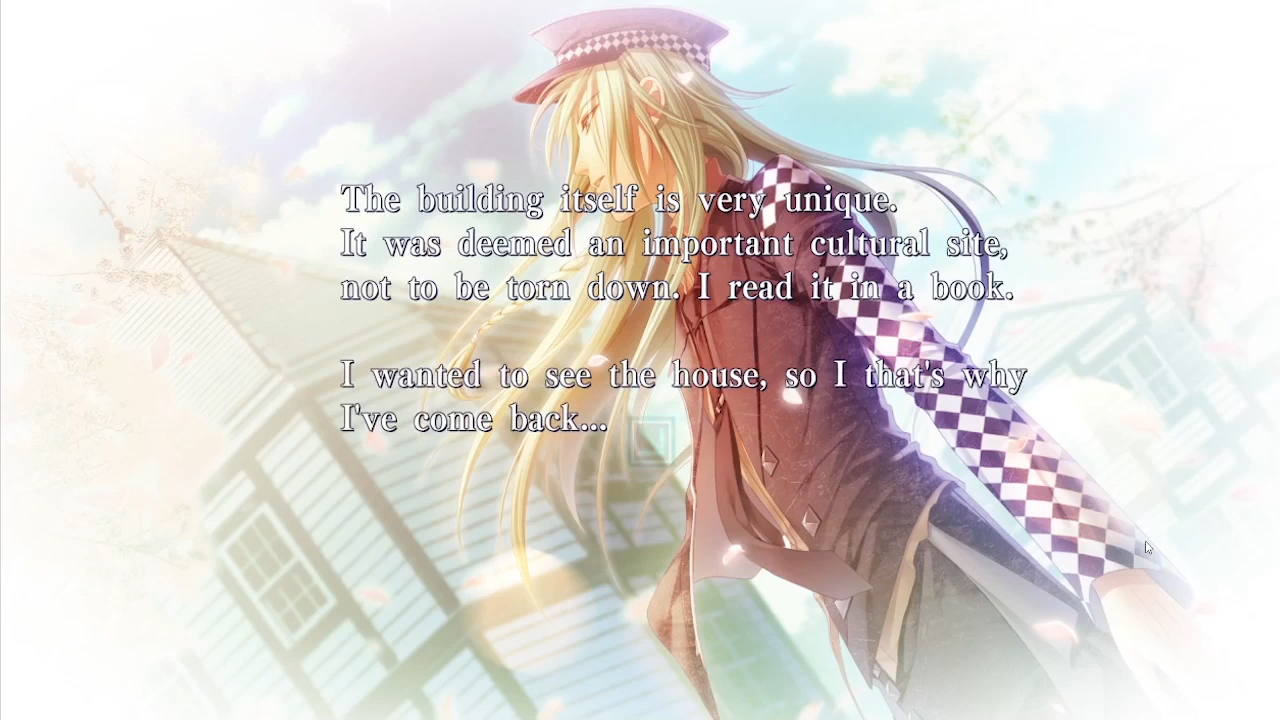 The building itself is very unique.
It was deemed an important cultural site,
not to be torn down. I read it in a book.
I wanted to see the house, so I that's why
I've come back...